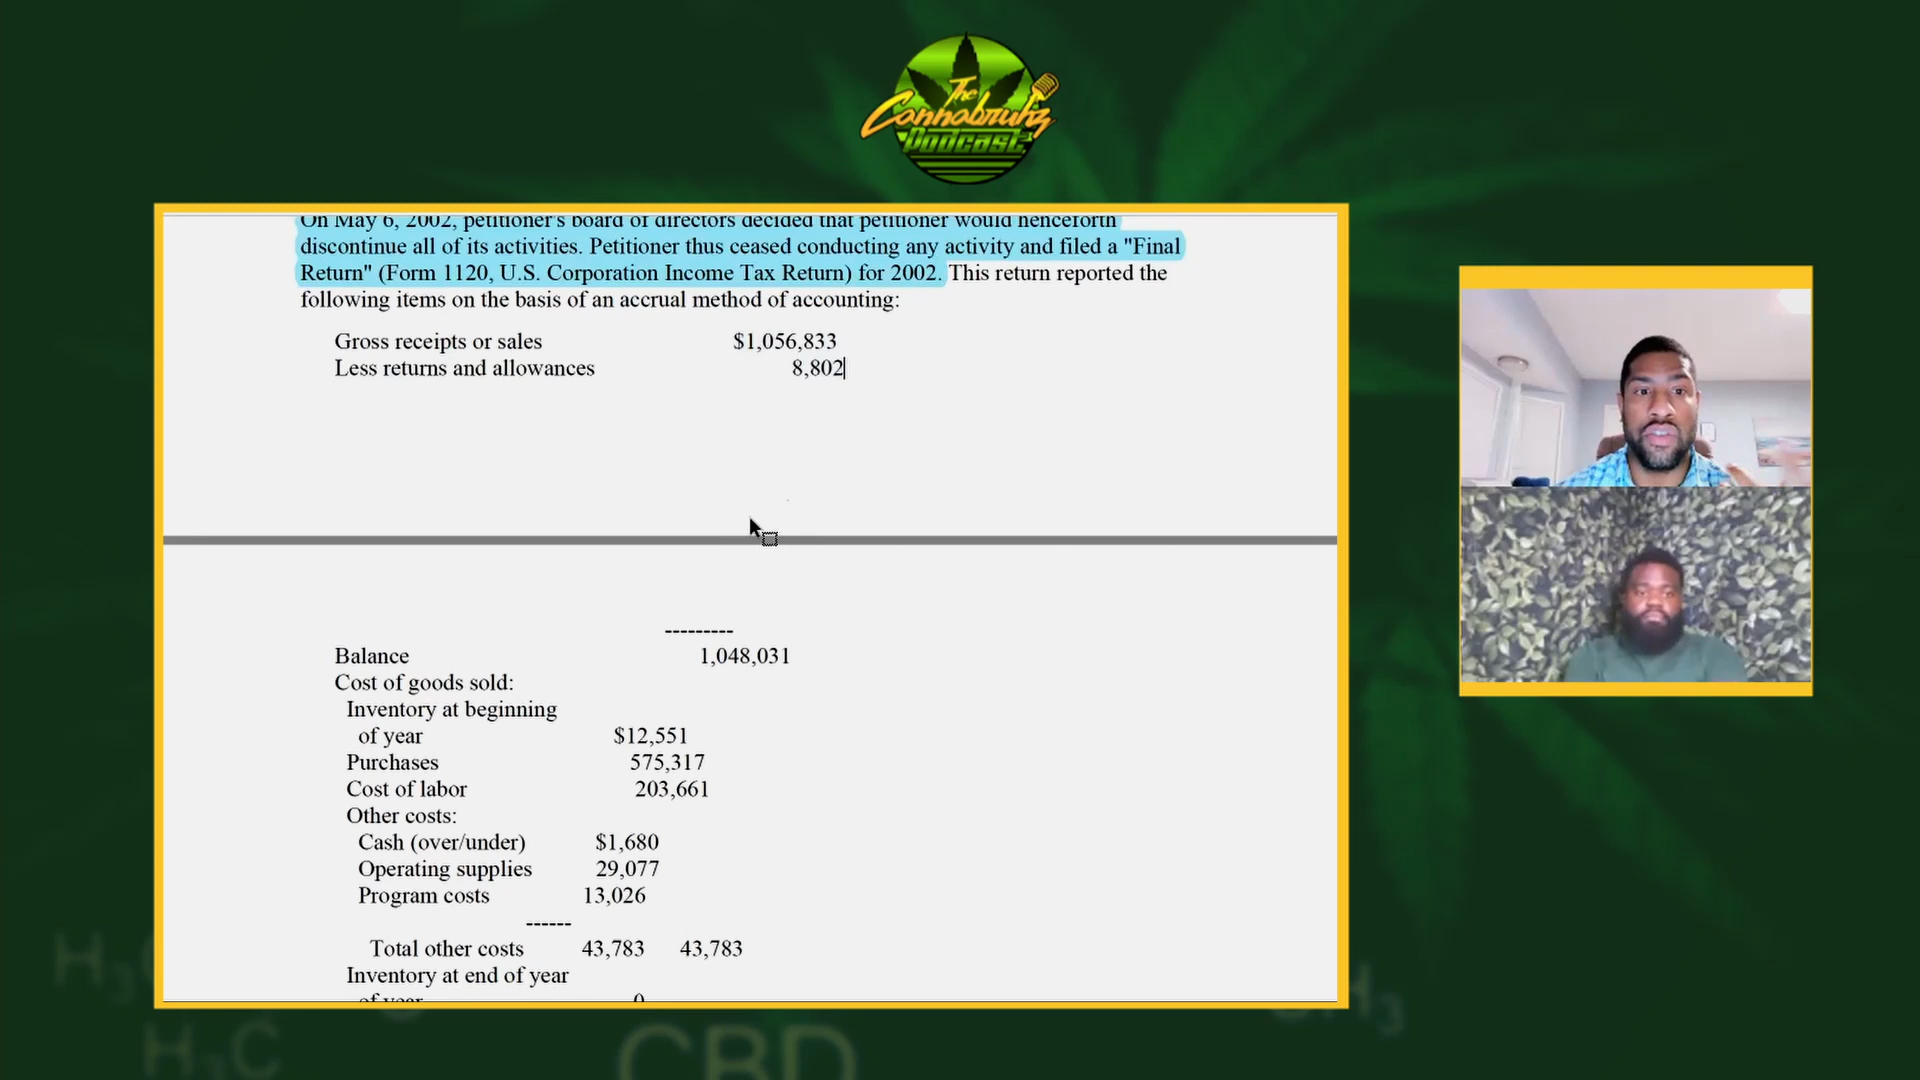 The
Cannabruhz
Podcast
On May 6, 2002, petitioner's board of directors decided that petitioner would henceforth
discontinue all of its activities. Petitioner thus ceased conducting any activity and filed a "Final
Return" (Form 1120, U.S. Corporation Income Tax Return) for 2002. This return reported the
following items on the basis of an accrual method of accounting:
Gross receipts or sales $1,056,833
Less returns and allowances 8,802
---------
Balance 1,048,031
Cost of goods sold:
Inventory at beginning
of year $12,551
Purchases 575,317
Cost of labor 203,661
Other costs:
Cash (over/under) $1,680
Operating supplies 29,077
Program costs 13,026
------
Total other costs 43,783 43,783
Inventory at end of year
of year 0
H₃C
H₃C
CBD
CH₃